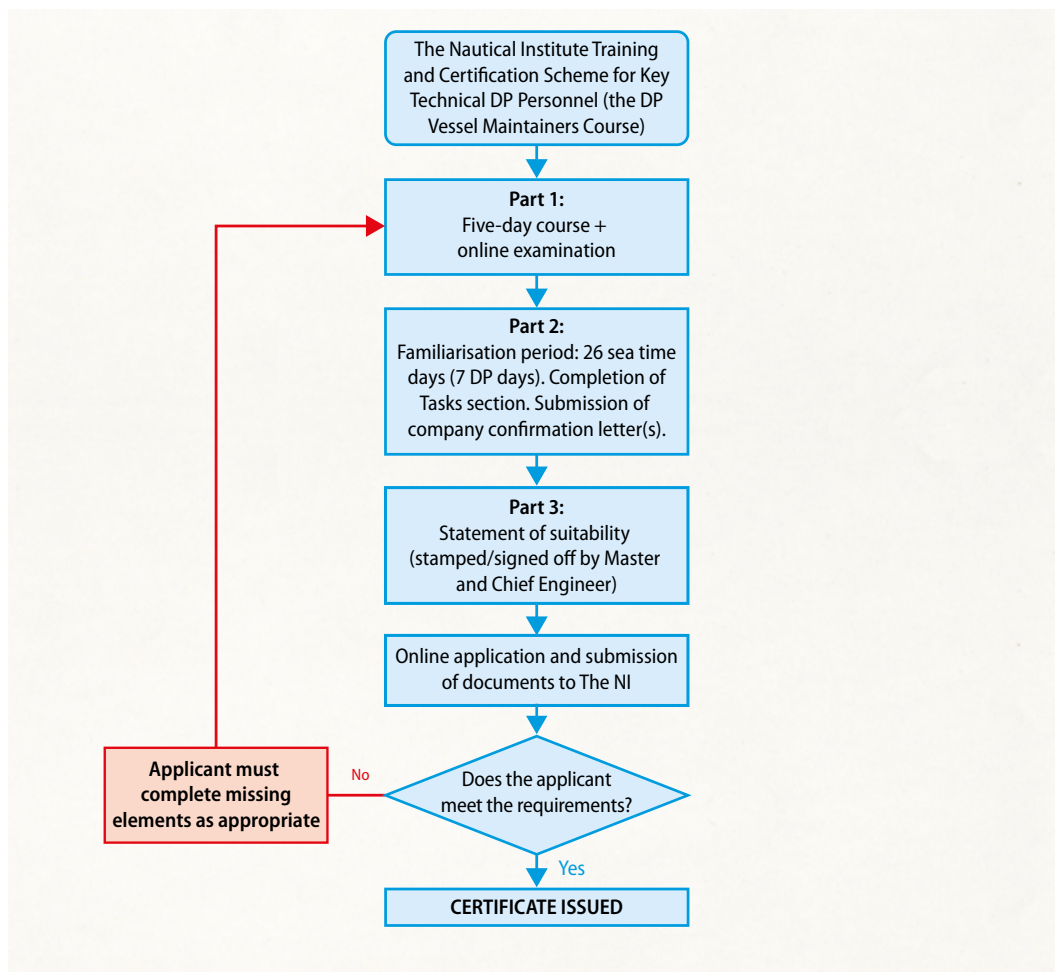 The Nautical Institute Training
and Certification Scheme for Key
Technical DP Personnel (the DP
Vessel Maintainers Course)
Part 1:
Five-day course +
online examination
Part 2:
Familiarisation period: 26 sea time
days (7 DP days). Completion of
Tasks section. Submission of
company confirmation letter(s).
Part 3:
Statement of suitability
(stamped/signed off by Master
and Chief Engineer)
Online application and submission
of documents to The NI
Does the applicant
meet the requirements?
No
Applicant must
complete missing
elements as appropriate
Yes
CERTIFICATE ISSUED